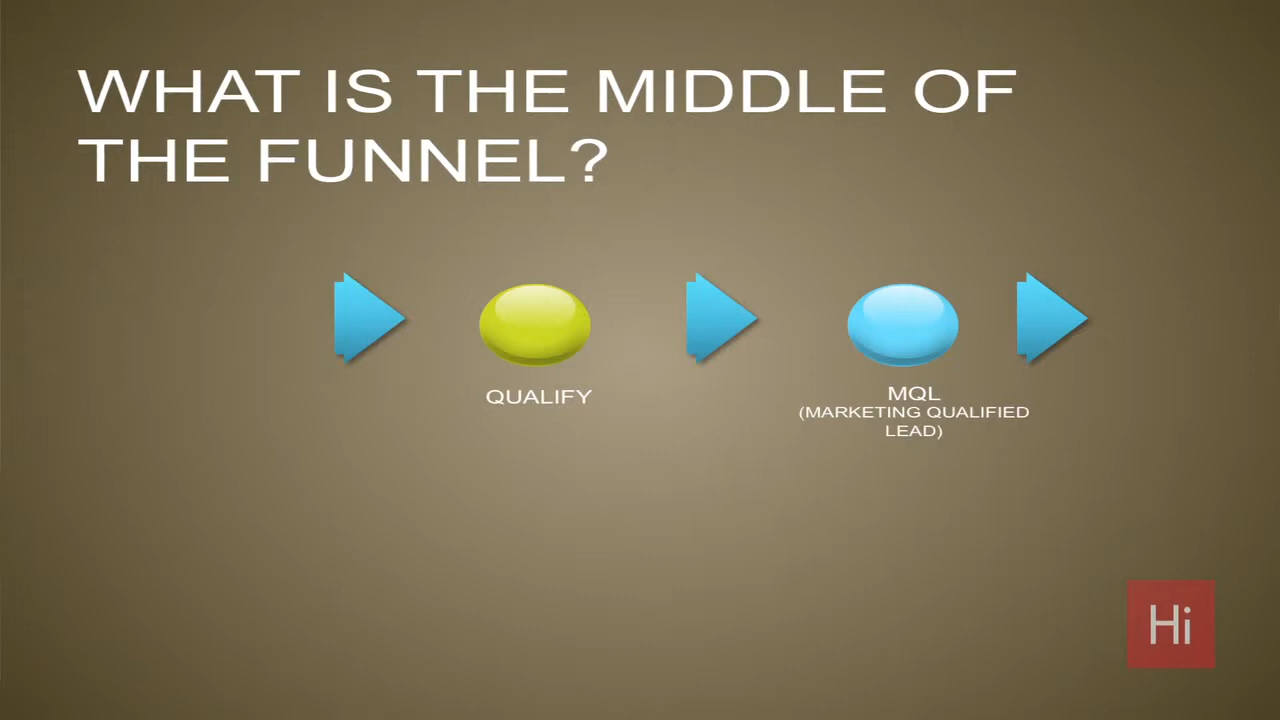 WHAT IS THE MIDDLE OF
THE FUNNEL?
QUALIFY
MQL
(MARKETING QUALIFIED
LEAD)
Hi